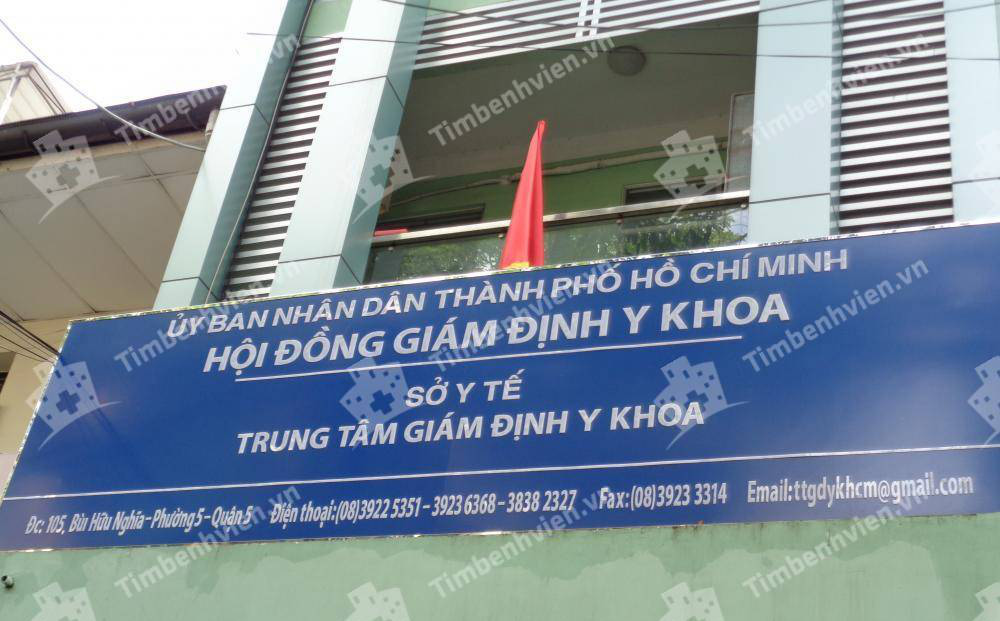 ỦY BAN NHÂN DÂN THÀNH PHỐ HỒ CHÍ MINH
HỘI ĐỒNG GIÁM ĐỊNH Y KHOA
SỞ Y TẾ
TRUNG TÂM GIÁM ĐỊNH Y KHOA
Đc: 105, Bùi Hữu Nghĩa - Phường 5 - Quận 5 Điện thoại: (08)3922 5351 - 3923 6368 - 3838 2327 Fax: (08)3923 3314 Email: ttgdykhcm@gmail.com
Timbenhvien.vn